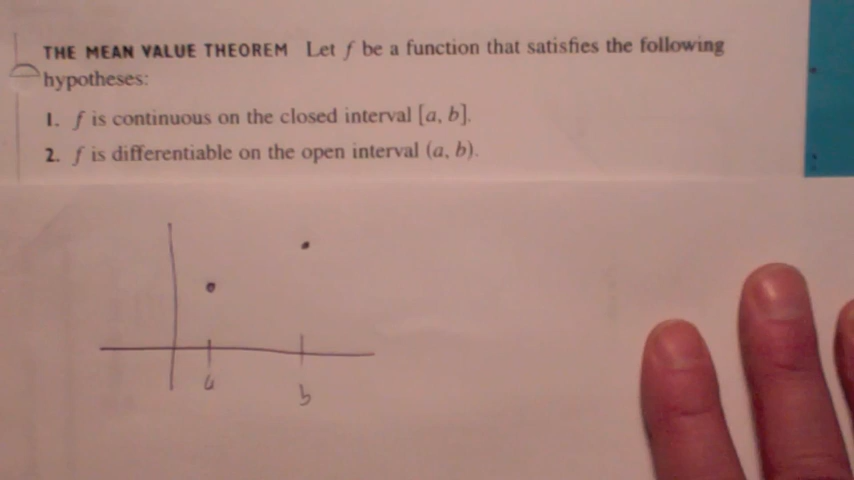 THE MEAN VALUE THEOREM Let f be a function that satisfies the following
hypotheses:
1. f is continuous on the closed interval [a, b].
2. f is differentiable on the open interval (a, b).
a
b